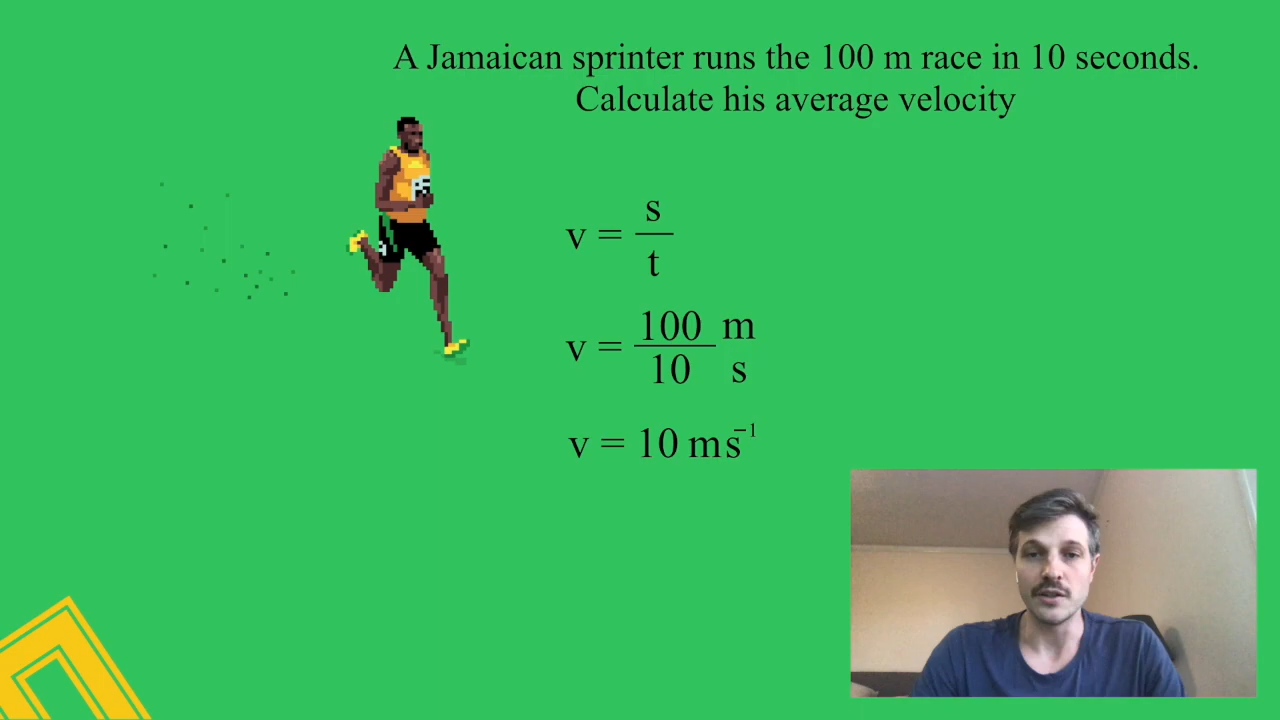 A Jamaican sprinter runs the 100 m race in 10 seconds.
Calculate his average velocity
v = s/t
v = 100/10 m/s
v = 10 ms⁻¹